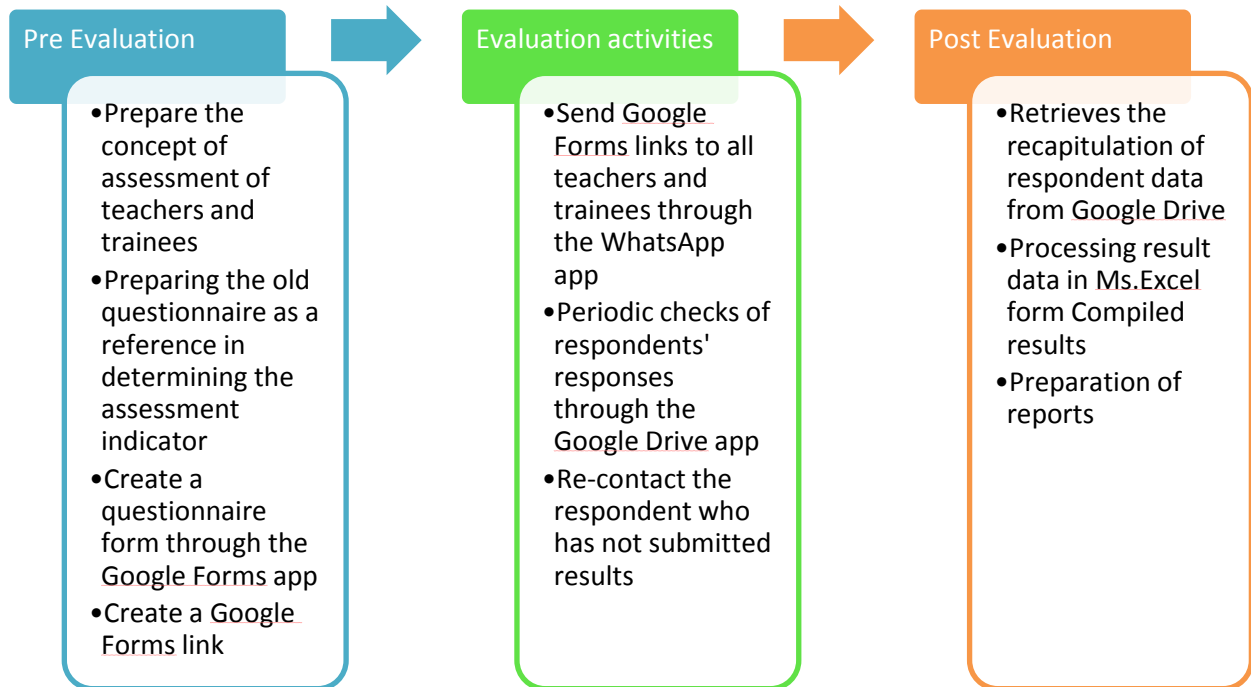 Pre Evaluation
•Prepare the
concept of
assessment of
teachers and
trainees
•Preparing the old
questionnaire as a
reference in
determining the
assessment
indicator
•Create a
questionnaire
form through the
Google Forms app
•Create a Google
Forms link
Evaluation activities
•Send Google
Forms links to all
teachers and
trainees through
the WhatsApp
app
•Periodic checks of
respondents'
responses
through the
Google Drive app
•Re-contact the
respondent who
has not submitted
results
Post Evaluation
•Retrieves the
recapitulation of
respondent data
from Google Drive
•Processing result
data in Ms.Excel
form Compiled
results
•Preparation of
reports